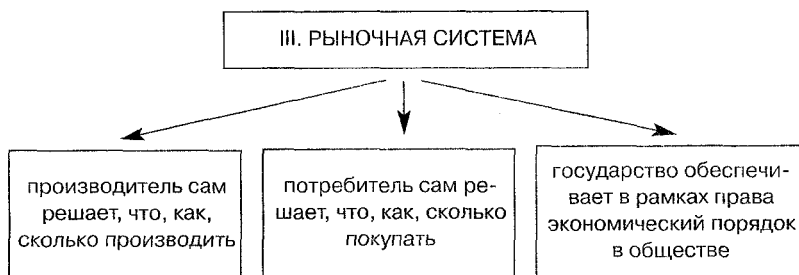 III. РЫНОЧНАЯ СИСТЕМА
производитель сам
решает, что, как,
сколько производить
потребитель сам ре-
шает, что, как, сколько
покупать
государство обеспечи-
вает в рамках права
экономический порядок
в обществе